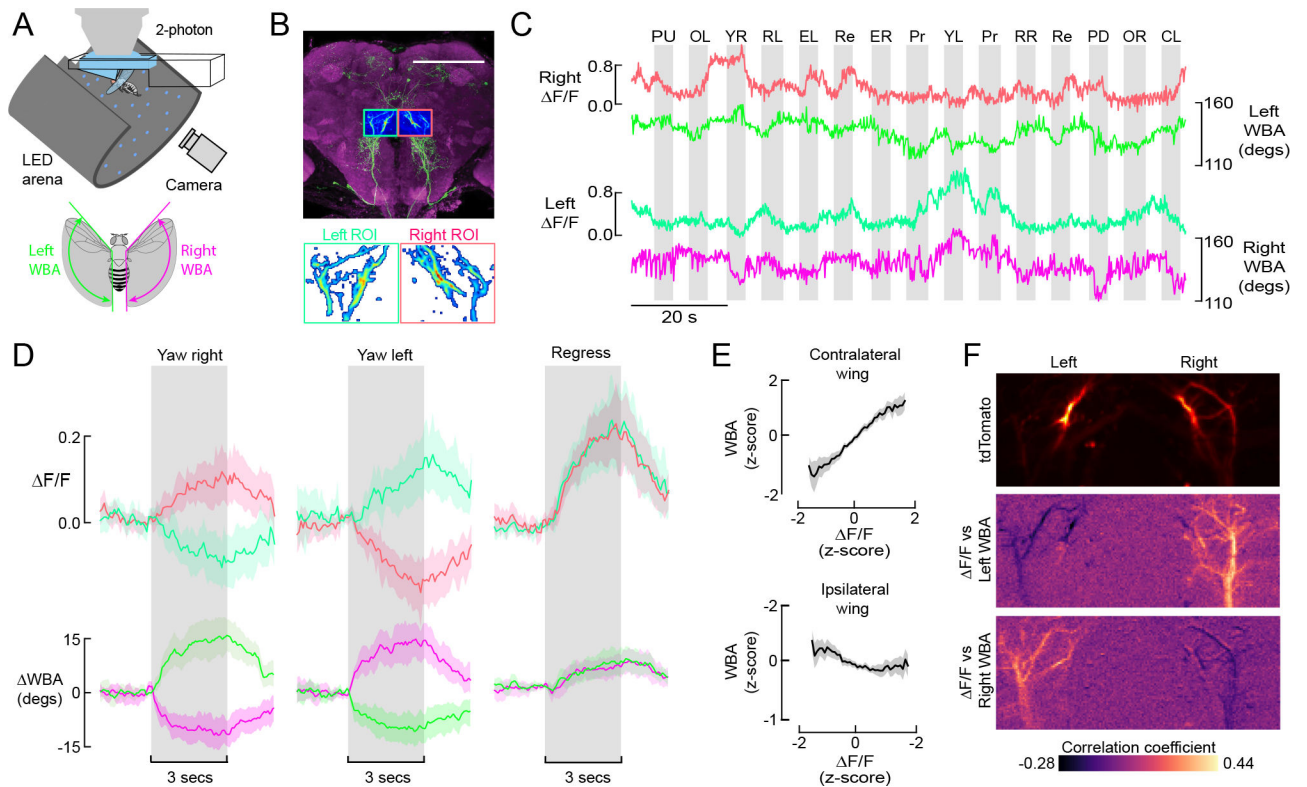 A
2-photon
LED
arena
Camera
Left
WBA
Right
WBA
B
Left ROI
Right ROI
C
PU OL YR RL EL Re ER Pr YL Pr RR Re PD OR CL
Right
ΔF/F
0.8
0.0
160
110
Left
WBA
(degs)
Left
ΔF/F
0.8
0.0
160
110
Right
WBA
(degs)
20 s
D
Yaw right
Yaw left
Regress
ΔF/F
0.2
0.0
ΔWBA
(degs)
15
0
-15
3 secs
3 secs
3 secs
E
Contralateral
wing
WBA
(z-score)
2
0
-2
-2 0 2
ΔF/F
(z-score)
Ipsilateral
wing
WBA
(z-score)
-2
0
-1
-2 0 2
ΔF/F
(z-score)
F
Left
Right
tdTomato
ΔF/F vs
Left WBA
ΔF/F vs
Right WBA
Correlation coefficient
-0.28
0.44